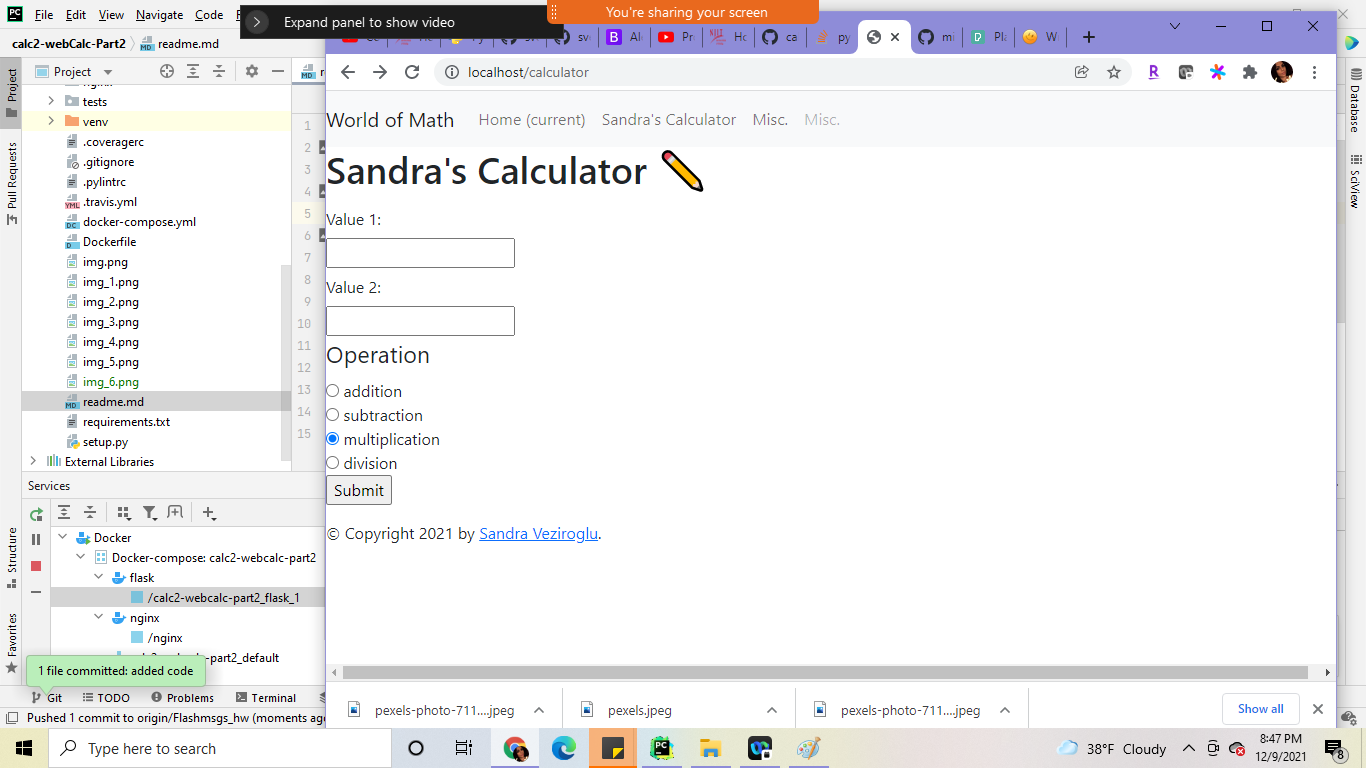 PC File Edit View Navigate Code
Expand panel to show video
You're sharing your screen
calc2-webCalc-Part2 readme.md
localhost/calculator
Project
World of Math Home (current) Sandra's Calculator Misc. Misc.
Sandra's Calculator
Value 1:
Value 2:
Operation
addition
subtraction
multiplication
division
Submit
© Copyright 2021 by Sandra Veziroglu.
tests
venv
.coveragerc
.gitignore
.pylintrc
.travis.yml
docker-compose.yml
Dockerfile
img.png
img_1.png
img_2.png
img_3.png
img_4.png
img_5.png
img_6.png
readme.md
requirements.txt
setup.py
External Libraries
1
2
3
4
5
6
7
8
9
10
11
12
13
14
15
Project
Pull Requests
Structure
Favorites
Database
SciView
Services
Docker
Docker-compose: calc2-webcalc-part2
flask
/calc2-webcalc-part2_flask_1
nginx
/nginx
part2_default
1 file committed: added code
Git TODO Problems Terminal
Pushed 1 commit to origin/Flashmsgs_hw (moments ago
pexels-photo-711....jpeg pexels.jpeg pexels-photo-711....jpeg Show all
Type here to search
38°F Cloudy
8:47 PM
12/9/2021
8